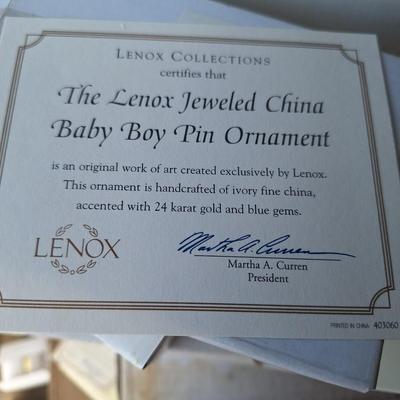 LENOX COLLECTIONS
certifies that
The Lenox Jeweled China
Baby Boy Pin Ornament
is an original work of art created exclusively by Lenox.
This ornament is handcrafted of ivory fine china,
accented with 24 karat gold and blue gems.
LENOX
Martha A. Curren
Martha A. Curren
President
PRINTED IN CHINA 403060